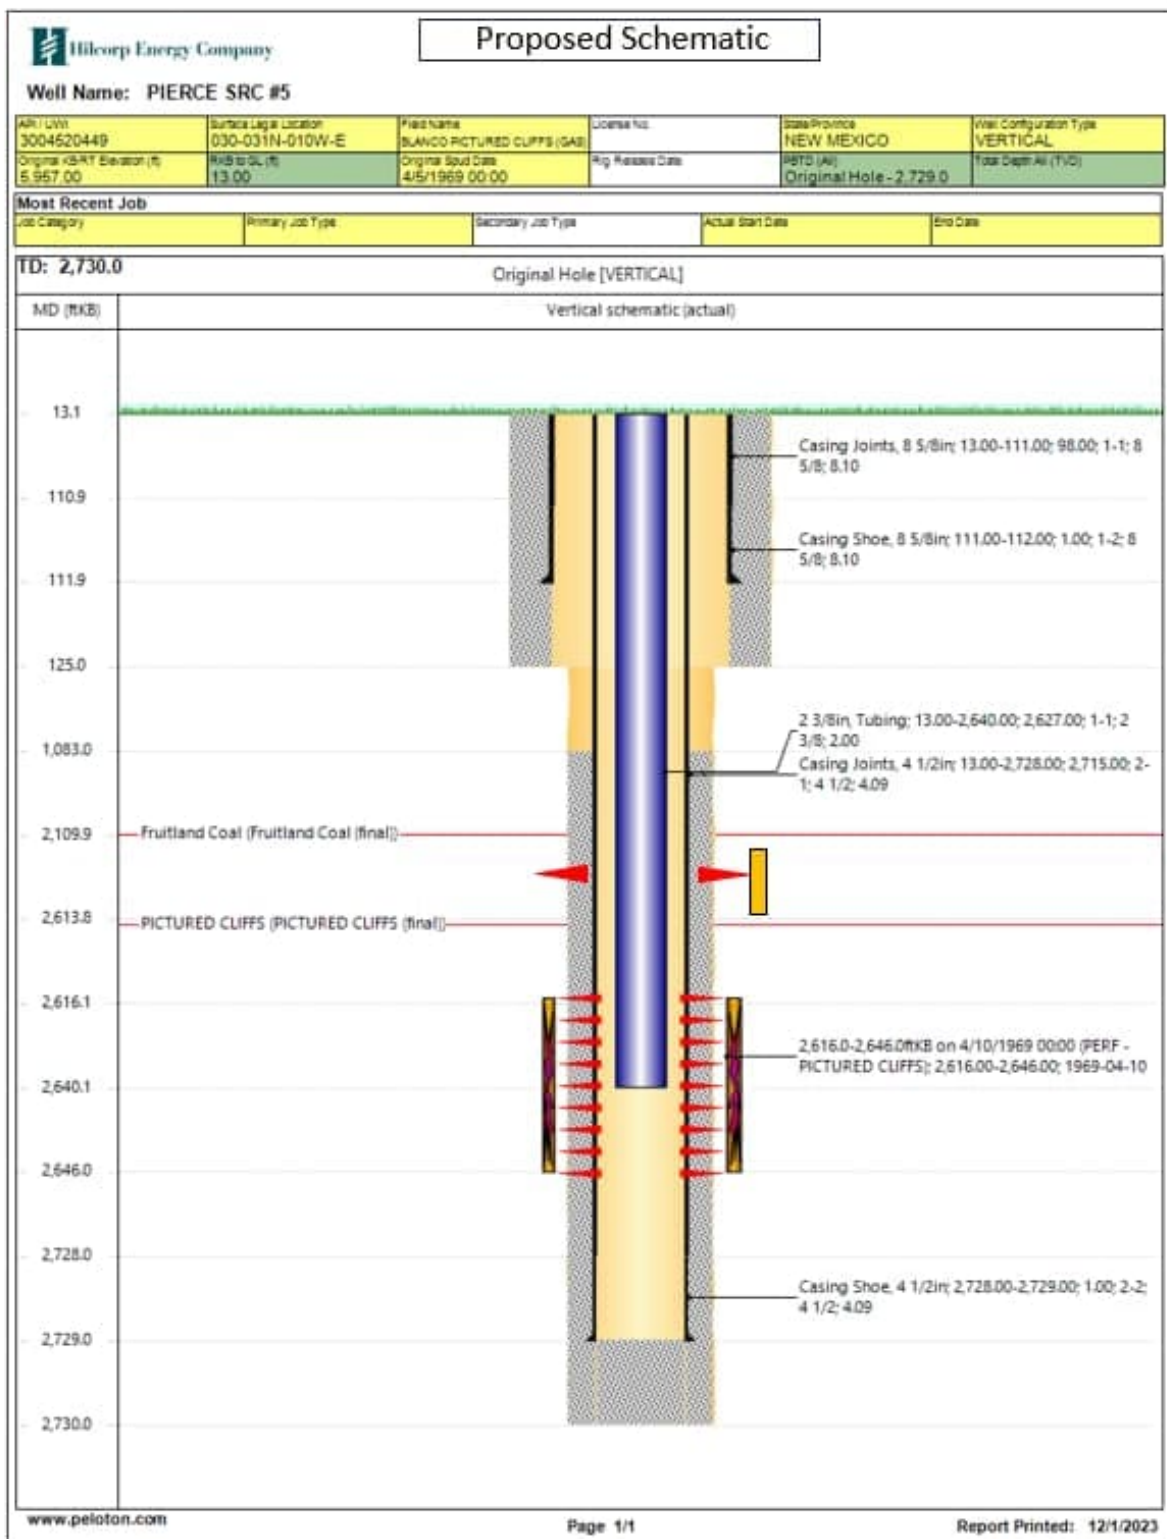 Hilcorp Energy Company
Proposed Schematic
Well Name: PIERCE SRC #5
API / UWI
Surface Legal Location
Field Name
License No.
State/Province
Well Configuration Type
3004520449
030-031N-010W-E
BLANCO PICTURED CLIFFS (GAS)
NEW MEXICO
VERTICAL
Original KB/RT Elevation (ft)
RKB to GL (ft)
Original Spud Date
Rig Release Date
PBTD (All)
Total Depth All (TVD)
5,957.00
13.00
4/5/1969 00:00
Original Hole - 2,729.0
Most Recent Job
Job Category
Primary Job Type
Secondary Job Type
Actual Start Date
End Date
TD: 2,730.0
Original Hole [VERTICAL]
MD (ftKB)
Vertical schematic (actual)
13.1
Casing Joints, 8 5/8in; 13.00-111.00; 98.00; 1-1; 8
5/8; 8.10
110.9
Casing Shoe, 8 5/8in; 111.00-112.00; 1.00; 1-2; 8
5/8; 8.10
111.9
125.0
2 3/8in, Tubing; 13.00-2,640.00; 2,627.00; 1-1; 2
3/8; 2.00
1,083.0
Casing Joints, 4 1/2in; 13.00-2,728.00; 2,715.00; 2-
1; 4 1/2; 4.09
2,109.9
Fruitland Coal (Fruitland Coal (final))
2,613.8
PICTURED CLIFFS (PICTURED CLIFFS (final))
2,616.1
2,616.0-2,646.0ftKB on 4/10/1969 00:00 (PERF -
PICTURED CLIFFS); 2,616.00-2,646.00; 1969-04-10
2,640.1
2,646.0
2,728.0
Casing Shoe, 4 1/2in; 2,728.00-2,729.00; 1.00; 2-2;
4 1/2; 4.09
2,729.0
2,730.0
www.peloton.com
Page 1/1
Report Printed: 12/1/2023